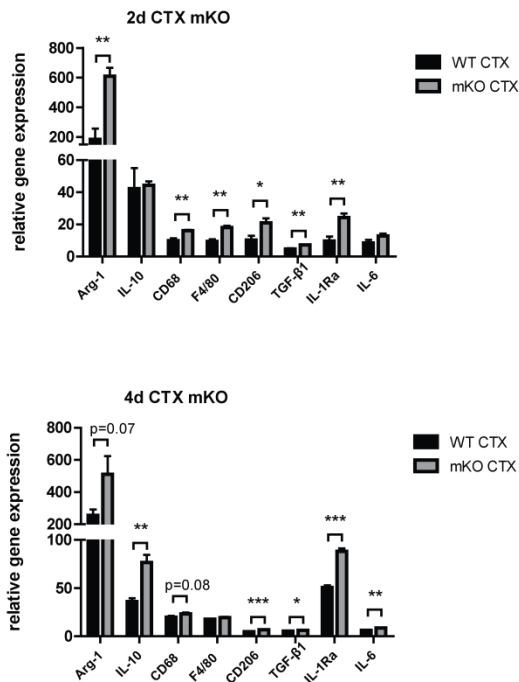 2d CTX mKO
WT CTX
mKO CTX
relative gene expression
800
600
400
200
60
40
20
0
**
**
**
*
**
**
Arg-1
IL-10
CD68
F4/80
CD206
TGF-β1
IL-1Ra
IL-6
4d CTX mKO
WT CTX
mKO CTX
relative gene expression
800
600
400
200
100
50
0
p=0.07
**
p=0.08
***
*
***
**
Arg-1
IL-10
CD68
F4/80
CD206
TGF-β1
IL-1Ra
IL-6